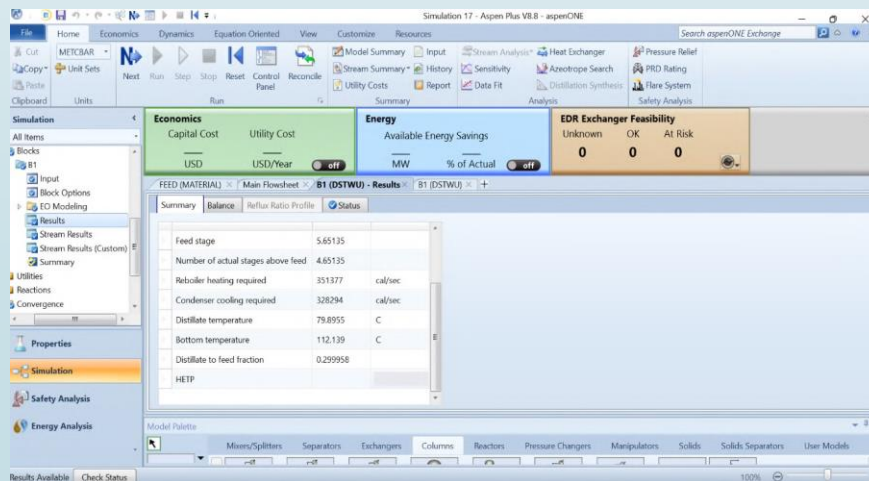 Simulation 17 - Aspen Plus V8.8 - aspenONE
File Home Economics Dynamics Equation Oriented View Customize Resources Search aspenONE Exchange
Cut METCBAR Model Summary Input Stream Analysis Heat Exchanger Pressure Relief
Copy Unit Sets Next Run Step Stop Reset Control Panel Reconcile Stream Summary History Sensitivity Azeotrope Search PRD Rating
Paste Utility Costs Report Data Fit Distillation Synthesis Flare System
Clipboard Units Run Summary Analysis Safety Analysis
Simulation
All Items
Blocks
B1
Input
Block Options
EO Modeling
Results
Stream Results
Stream Results (Custom)
Summary
Utilities
Reactions
Convergence
Properties
Simulation
Safety Analysis
Energy Analysis
Economics Energy EDR Exchanger Feasibility
Capital Cost Utility Cost Available Energy Savings Unknown OK At Risk
USD USD/Year off MW % of Actual off 0 0 0
FEED (MATERIAL) Main Flowsheet B1 (DSTWU) - Results B1 (DSTWU) +
Summary Balance Reflux Ratio Profile Status
Feed stage 5.65135
Number of actual stages above feed 4.65135
Reboiler heating required 351377 cal/sec
Condenser cooling required 328294 cal/sec
Distillate temperature 79.8955 C
Bottom temperature 112.139 C
Distillate to feed fraction 0.299958
HETP
Model Palette
Mixers/Splitters Separators Exchangers Columns Reactors Pressure Changers Manipulators Solids Solids Separators User Models
Results Available Check Status 100%